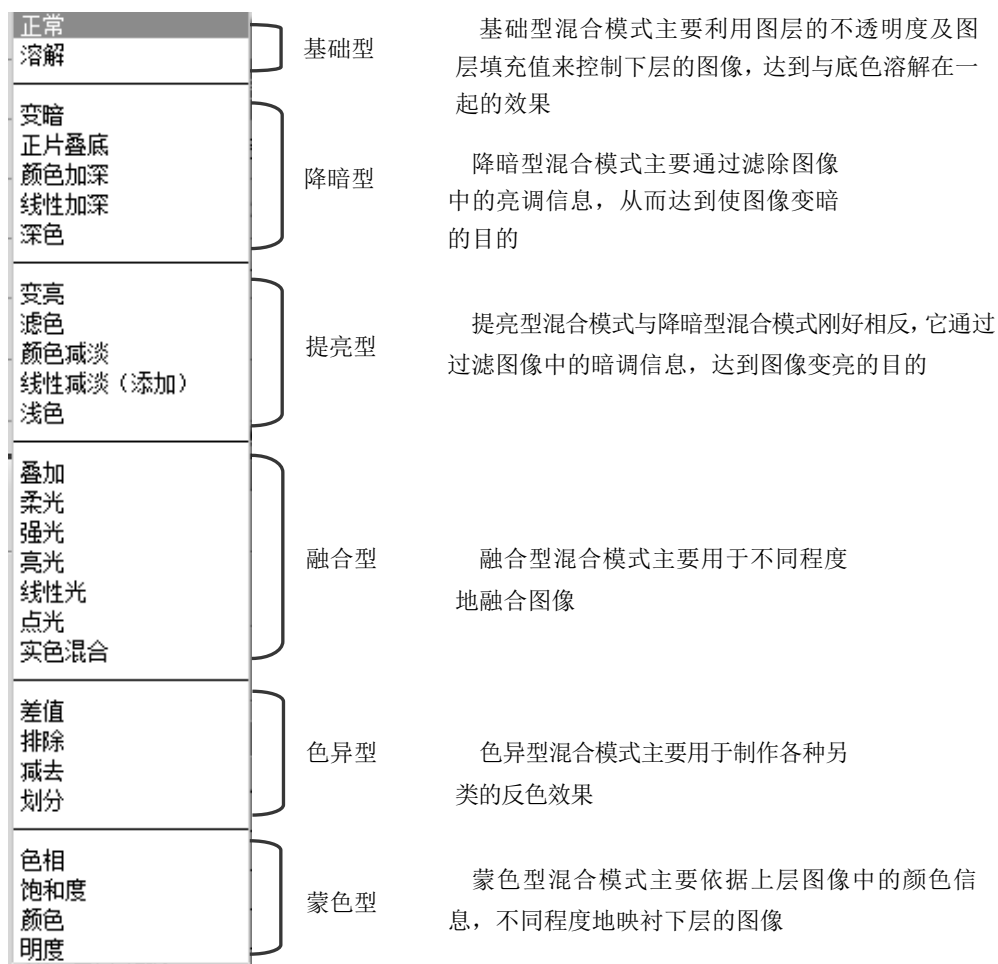 正常
溶解
基础型
基础型混合模式主要利用图层的不透明度及图
层填充值来控制下层的图像，达到与底色溶解在一
起的效果
变暗
正片叠底
颜色加深
线性加深
深色
降暗型
降暗型混合模式主要通过滤除图像
中的亮调信息，从而达到使图像变暗
的目的
变亮
滤色
颜色减淡
线性减淡（添加）
浅色
提亮型
提亮型混合模式与降暗型混合模式刚好相反，它通过
过滤图像中的暗调信息，达到图像变亮的目的
叠加
柔光
强光
亮光
线性光
点光
实色混合
融合型
融合型混合模式主要用于不同程度
地融合图像
差值
排除
减去
划分
色异型
色异型混合模式主要用于制作各种另
类的反色效果
色相
饱和度
颜色
明度
蒙色型
蒙色型混合模式主要依据上层图像中的颜色信
息，不同程度地映衬下层的图像